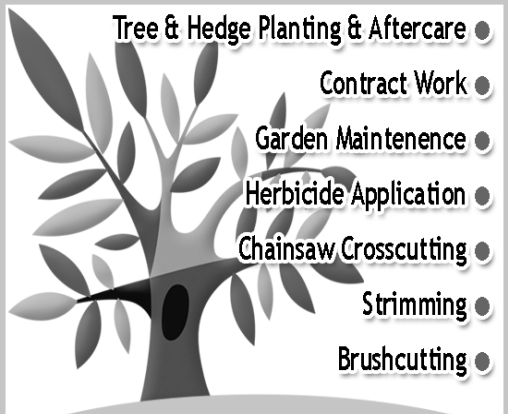 Tree & Hedge Planting & Aftercare
Contract Work
Garden Maintenence
Herbicide Application
Chainsaw Crosscutting
Strimming
Brushcutting